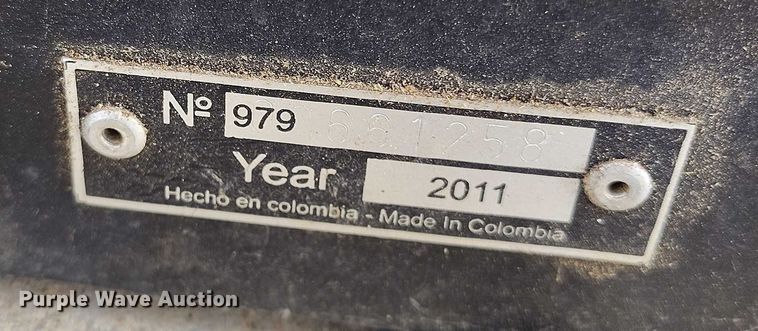 Nº 979 661258
Year 2011
Hecho en colombia - Made In Colombia
Purple Wave Auction